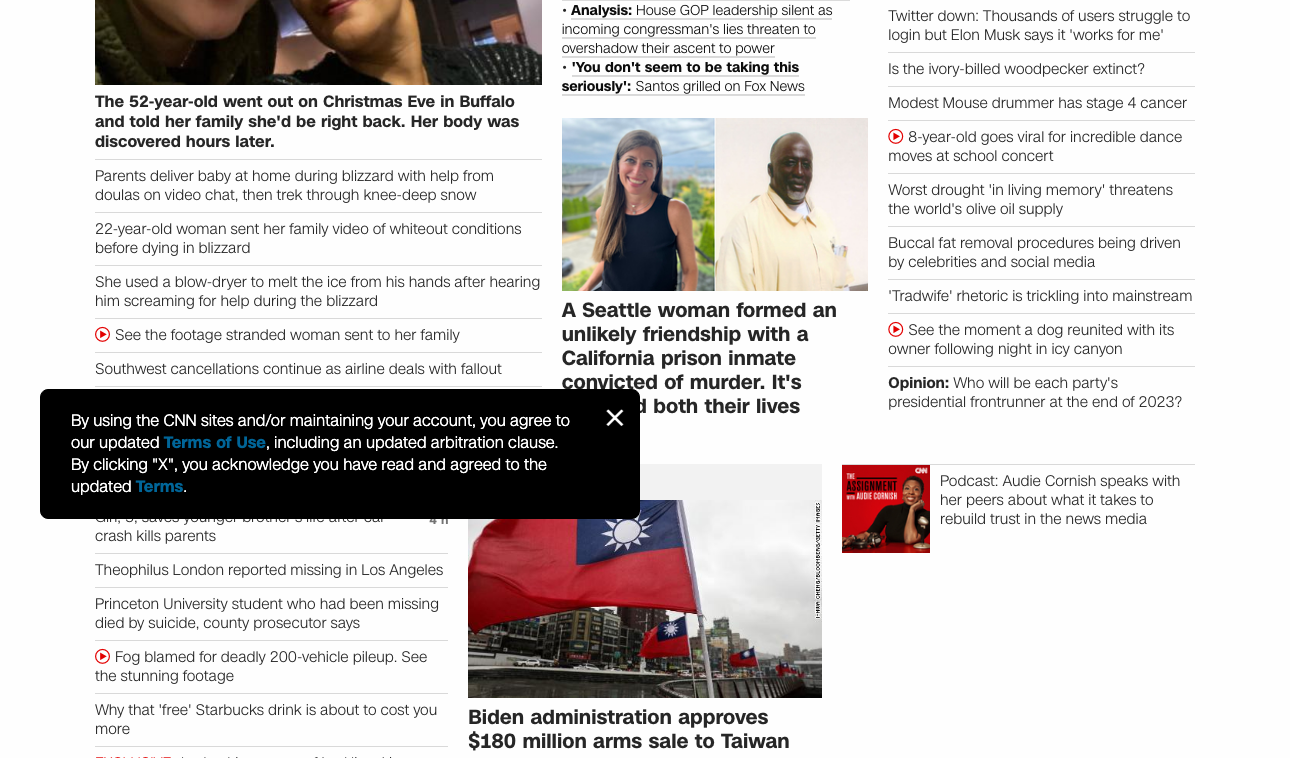 The 52-year-old went out on Christmas Eve in Buffalo
and told her family she'd be right back. Her body was
discovered hours later.
Parents deliver baby at home during blizzard with help from
doulas on video chat, then trek through knee-deep snow
22-year-old woman sent her family video of whiteout conditions
before dying in blizzard
She used a blow-dryer to melt the ice from his hands after hearing
him screaming for help during the blizzard
See the footage stranded woman sent to her family
Southwest cancellations continue as airline deals with fallout
• Analysis: House GOP leadership silent as
incoming congressman's lies threaten to
overshadow their ascent to power
• 'You don't seem to be taking this
seriously': Santos grilled on Fox News
A Seattle woman formed an
unlikely friendship with a
California prison inmate
convicted of murder. It's
both their lives
Twitter down: Thousands of users struggle to
login but Elon Musk says it 'works for me'
Is the ivory-billed woodpecker extinct?
Modest Mouse drummer has stage 4 cancer
8-year-old goes viral for incredible dance
moves at school concert
Worst drought 'in living memory' threatens
the world's olive oil supply
Buccal fat removal procedures being driven
by celebrities and social media
'Tradwife' rhetoric is trickling into mainstream
See the moment a dog reunited with its
owner following night in icy canyon
Opinion: Who will be each party's
presidential frontrunner at the end of 2023?
By using the CNN sites and/or maintaining your account, you agree to
our updated Terms of Use, including an updated arbitration clause.
By clicking "X", you acknowledge you have read and agreed to the
updated Terms.
crash kills parents
Theophilus London reported missing in Los Angeles
Princeton University student who had been missing
died by suicide, county prosecutor says
Fog blamed for deadly 200-vehicle pileup. See
the stunning footage
Why that 'free' Starbucks drink is about to cost you
more
Biden administration approves
$180 million arms sale to Taiwan
CNN
THE
ASSIGNMENT
WITH AUDIE CORNISH
Podcast: Audie Cornish speaks with
her peers about what it takes to
rebuild trust in the news media